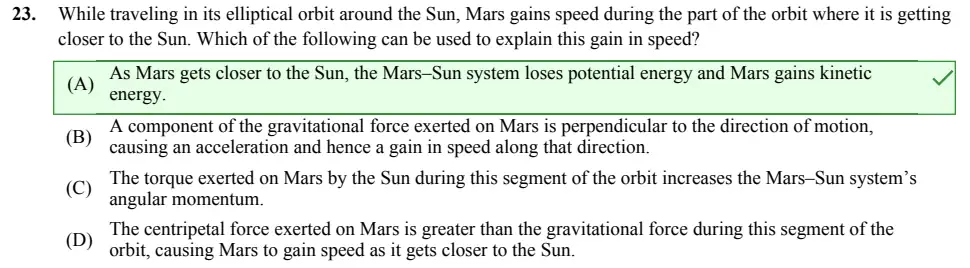 23. While traveling in its elliptical orbit around the Sun, Mars gains speed during the part of the orbit where it is getting
closer to the Sun. Which of the following can be used to explain this gain in speed?
(A) As Mars gets closer to the Sun, the Mars–Sun system loses potential energy and Mars gains kinetic
energy.
(B) A component of the gravitational force exerted on Mars is perpendicular to the direction of motion,
causing an acceleration and hence a gain in speed along that direction.
(C) The torque exerted on Mars by the Sun during this segment of the orbit increases the Mars–Sun system’s
angular momentum.
(D) The centripetal force exerted on Mars is greater than the gravitational force during this segment of the
orbit, causing Mars to gain speed as it gets closer to the Sun.